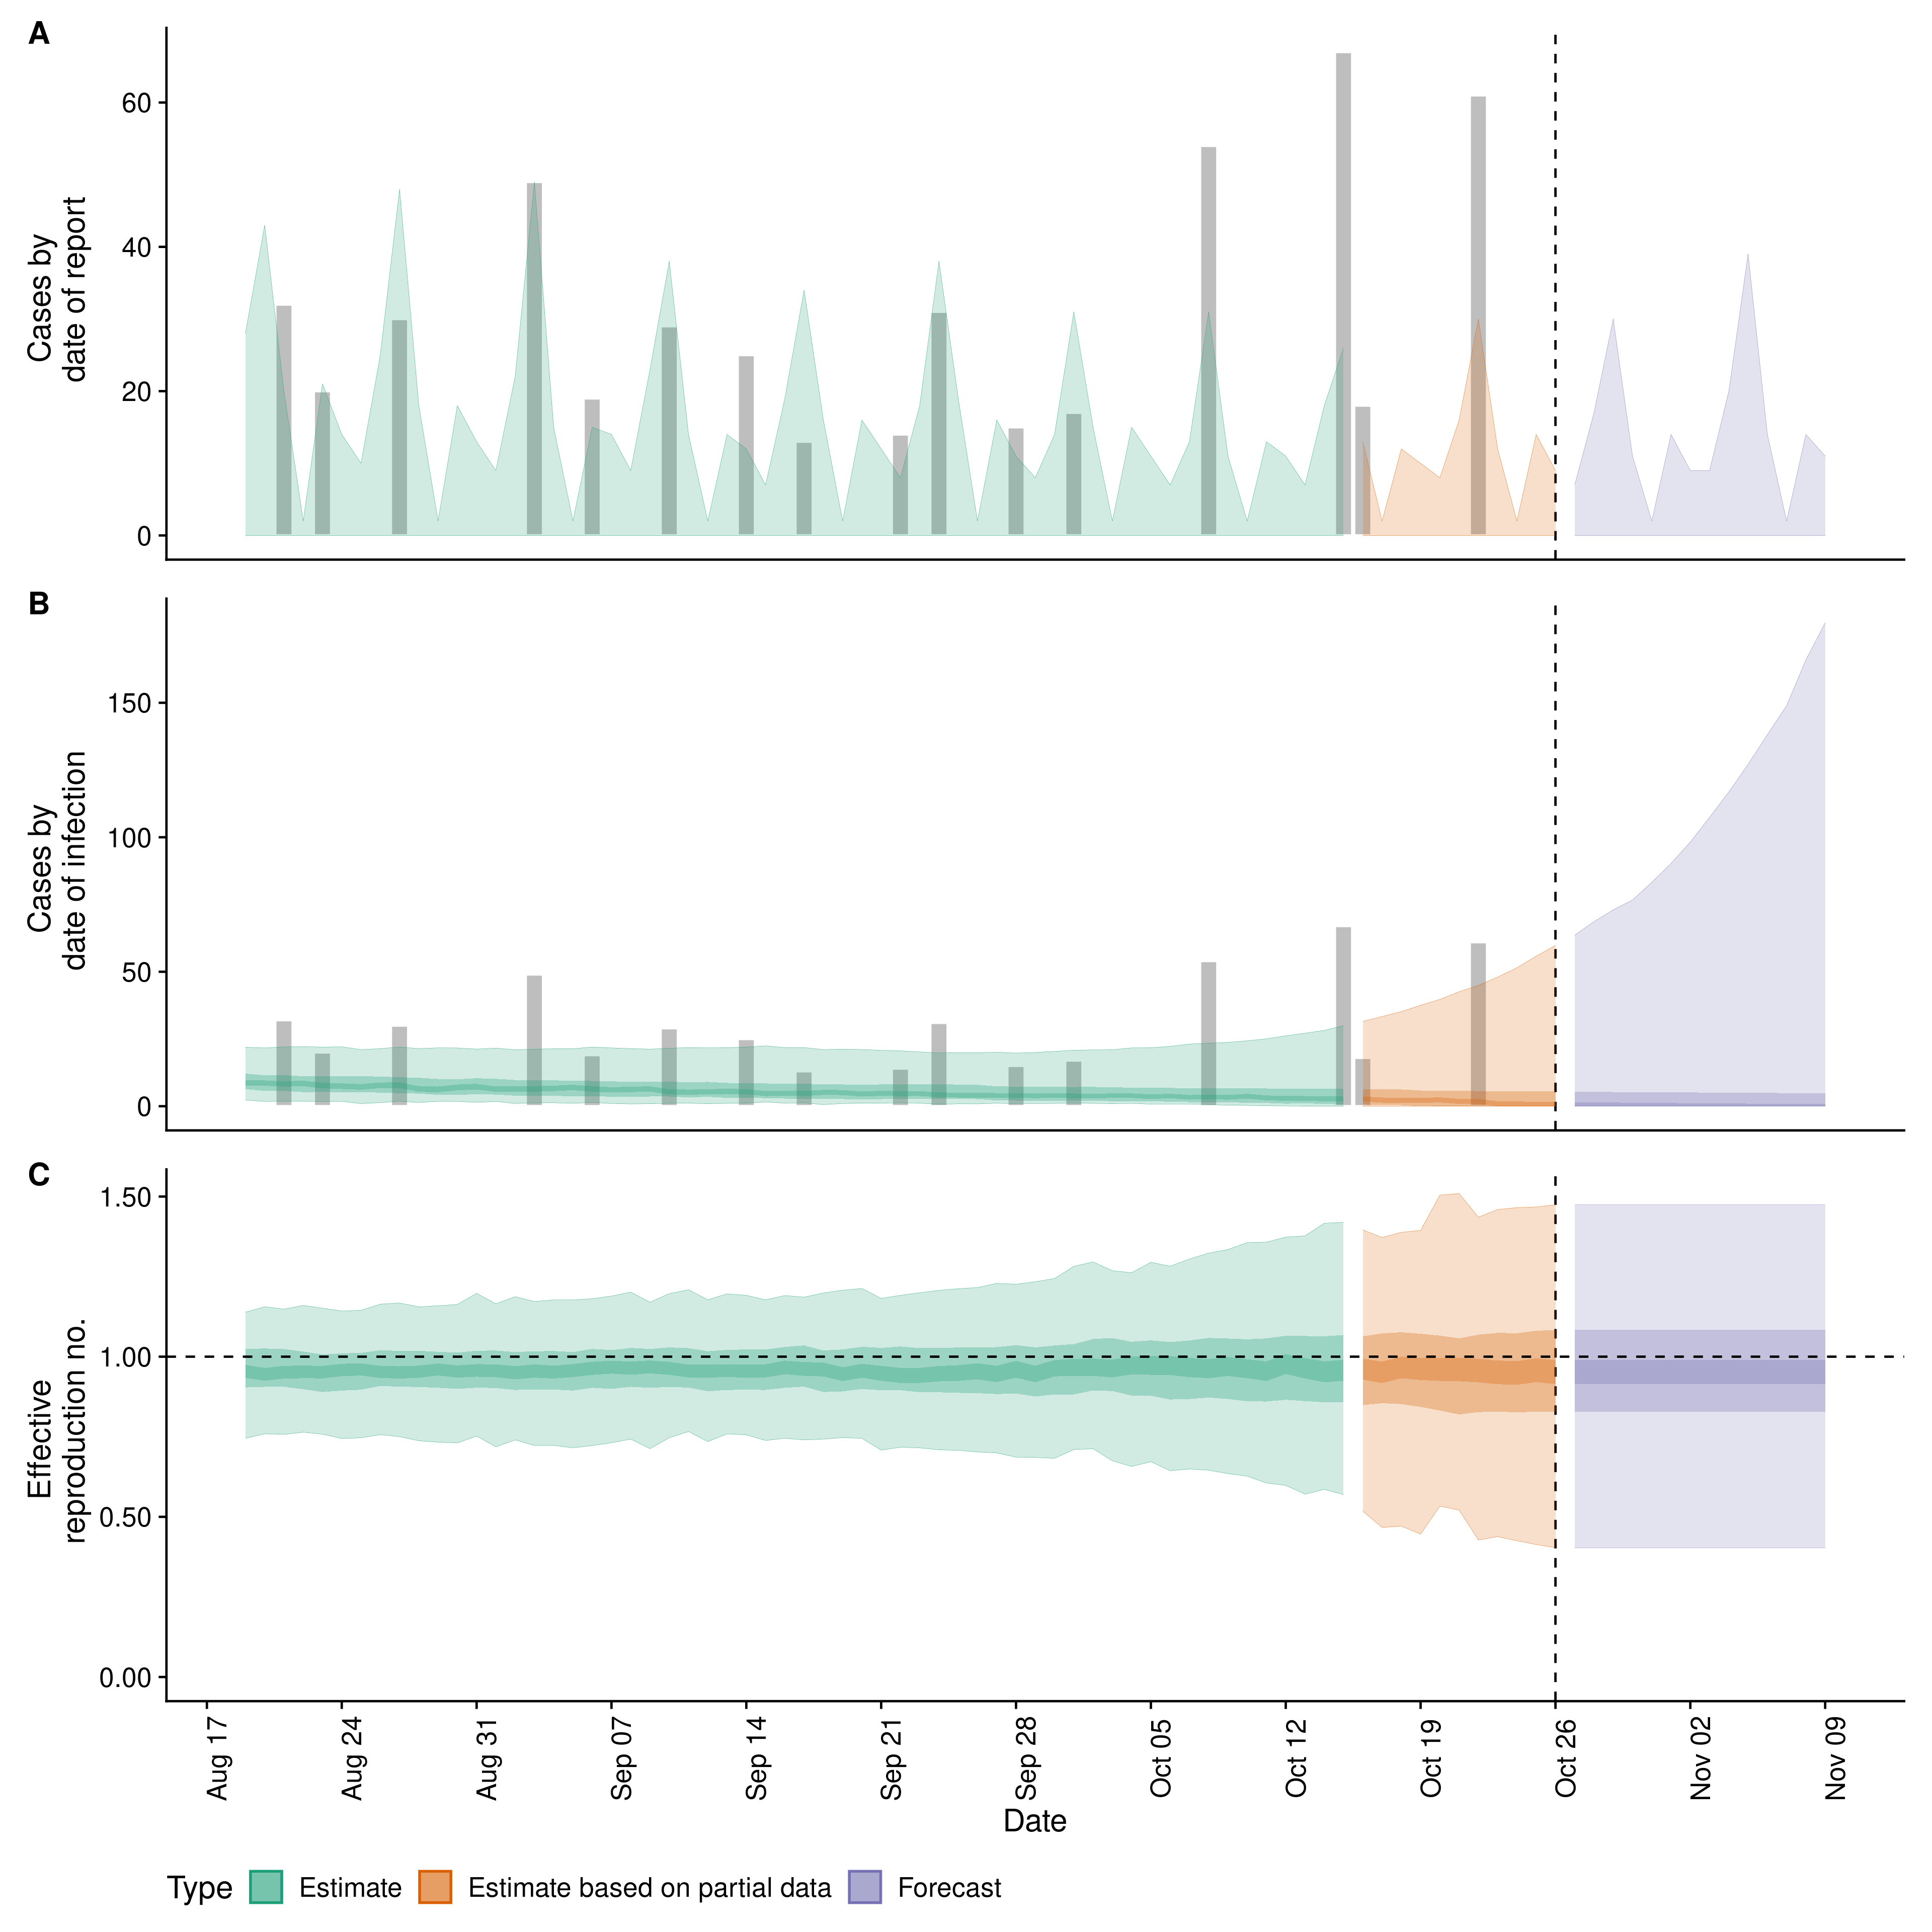 A
Cases by
date of report
60
40
20
0
B
Cases by
date of infection
150
100
50
0
C
Effective
reproduction no.
1.50
1.00
0.50
0.00
Aug 17
Aug 24
Aug 31
Sep 07
Sep 14
Sep 21
Sep 28
Oct 05
Oct 12
Oct 19
Oct 26
Nov 02
Nov 09
Date
Type Estimate Estimate based on partial data Forecast